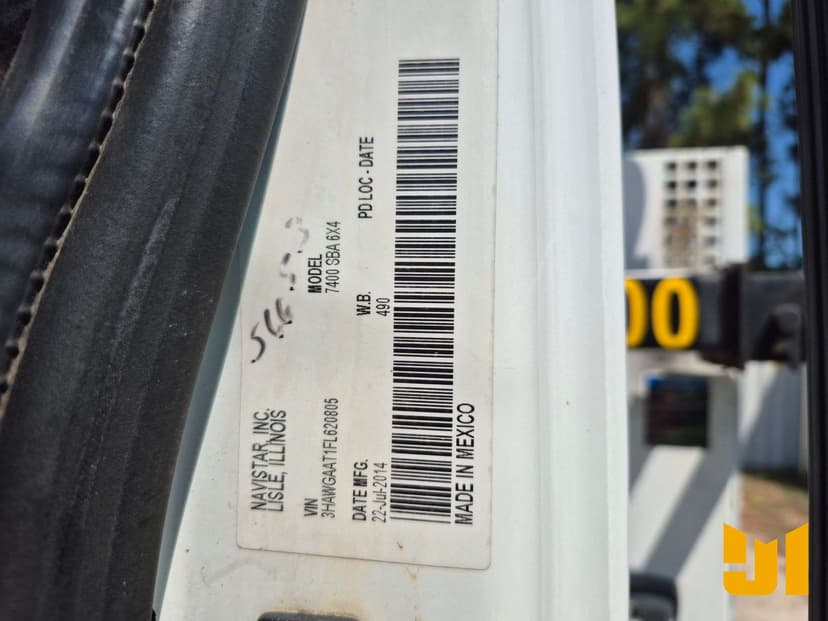 NAVISTAR, INC.
LISLE, ILLINOIS
VIN
3HAWGAAT1FL620805
MODEL
7400 SBA 6X4
DATE MFG.
22-Jul-2014
W.B.
490
PD LOC - DATE
MADE IN MEXICO
00